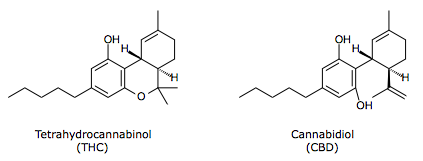 OH
H
H
O
Tetrahydrocannabinol
(THC)
OH
H
H
OH
Cannabidiol
(CBD)